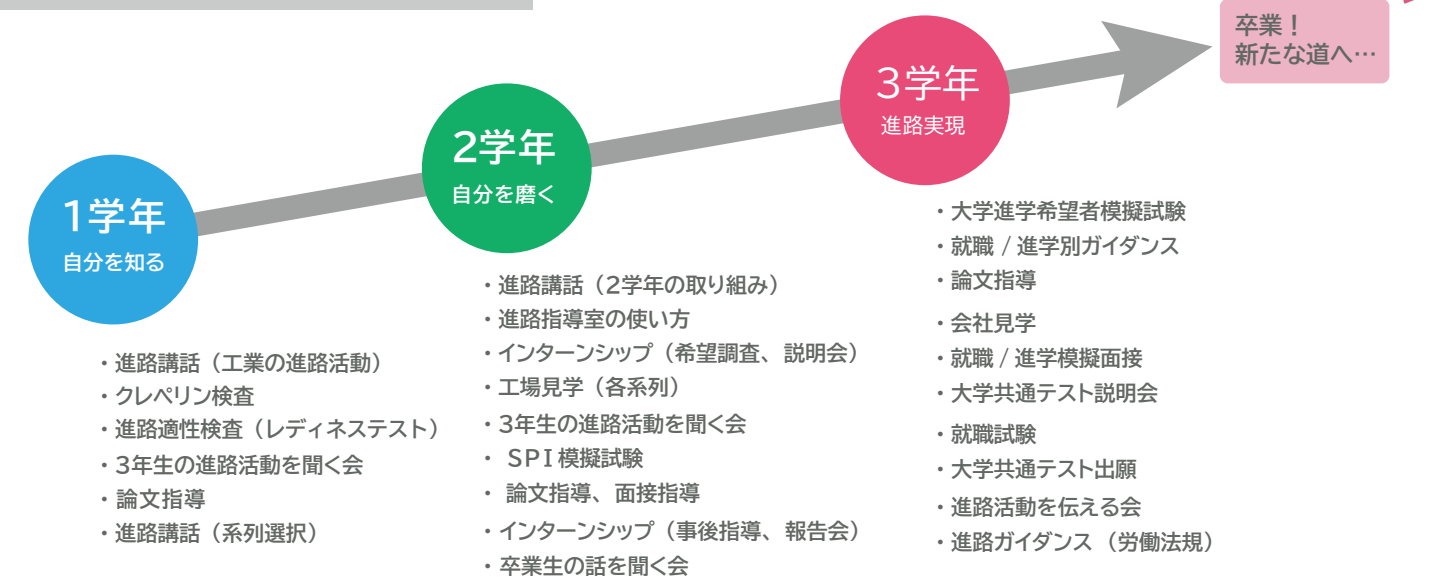 卒業！
新たな道へ…
3学年
進路実現
2学年
自分を磨く
1学年
自分を知る
・進路講話（工業の進路活動）
・クレペリン検査
・進路適性検査（レディネステスト）
・3年生の進路活動を聞く会
・論文指導
・進路講話（系列選択）
・進路講話（2学年の取り組み）
・進路指導室の使い方
・インターンシップ（希望調査、説明会）
・工場見学（各系列）
・3年生の進路活動を聞く会
・ SPI模擬試験
・ 論文指導、面接指導
・インターンシップ（事後指導、報告会）
・卒業生の話を聞く会
・大学進学希望者模擬試験
・就職 / 進学別ガイダンス
・論文指導
・会社見学
・就職 / 進学模擬面接
・大学共通テスト説明会
・就職試験
・大学共通テスト出願
・進路活動を伝える会
・進路ガイダンス（労働法規）